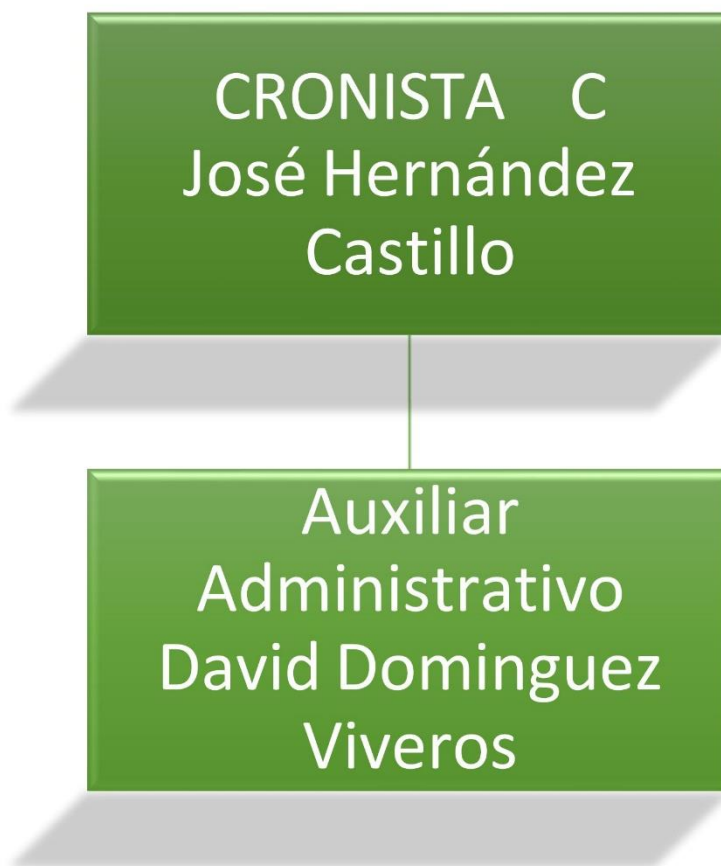 CRONISTA    C
José Hernández
Castillo
Auxiliar
Administrativo
David Dominguez
Viveros